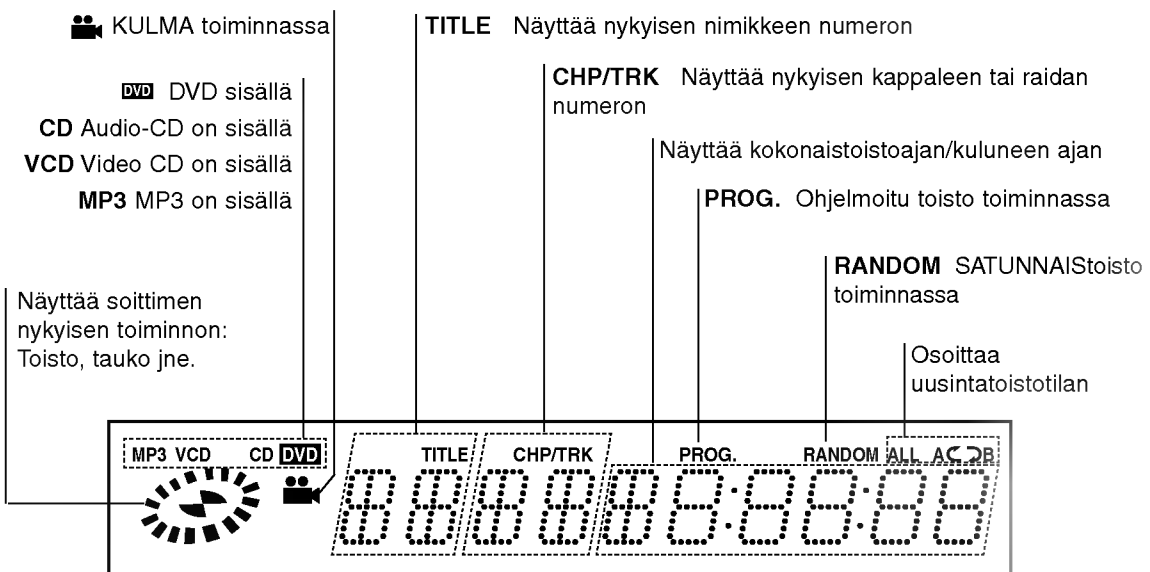 KULMA toiminnassa
TITLE Näyttää nykyisen nimikkeen numeron
CHP/TRK Näyttää nykyisen kappaleen tai raidan
numeron
DVD DVD sisällä
CD Audio-CD on sisällä
VCD Video CD on sisällä
MP3 MP3 on sisällä
Näyttää kokonaistoistoajan/kuluneen ajan
PROG. Ohjelmoitu toisto toiminnassa
RANDOM SATUNNAIStoisto
toiminnassa
Näyttää soittimen
nykyisen toiminnon:
Toisto, tauko jne.
Osoittaa
uusintatoistotilan
MP3 VCD CD DVD TITLE CHP/TRK PROG. RANDOM ALL A B